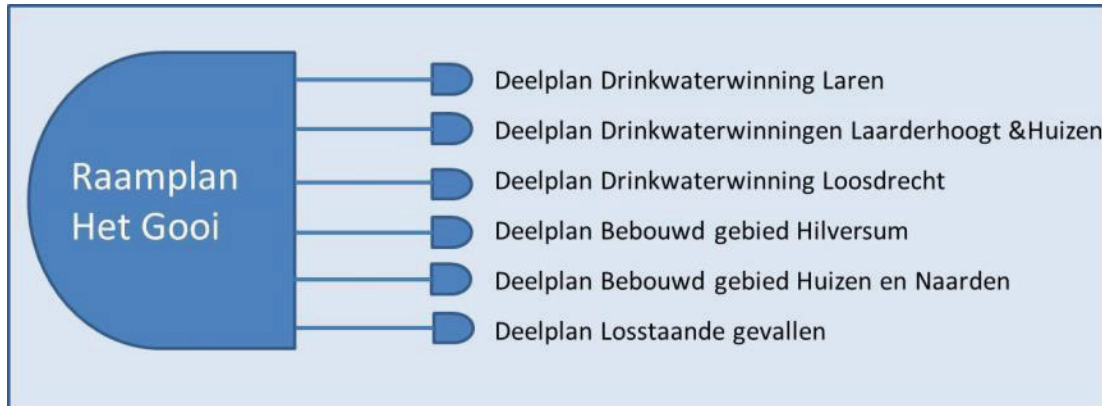 Raamplan
Het Gooi
Deelplan Drinkwaterwinning Laren
Deelplan Drinkwaterwinningen Laarderhoogt &Huizen
Deelplan Drinkwaterwinning Loosdrecht
Deelplan Bebouwd gebied Hilversum
Deelplan Bebouwd gebied Huizen en Naarden
Deelplan Losstaande gevallen